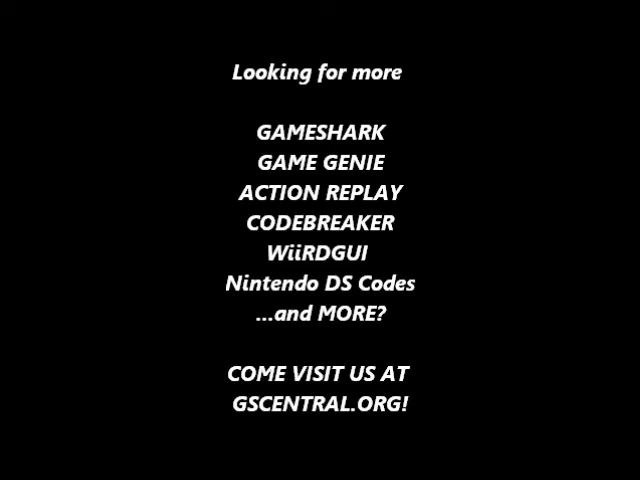 Looking for more
GAMESHARK
GAME GENIE
ACTION REPLAY
CODEBREAKER
WiiRDGUI
Nintendo DS Codes
...and MORE?
COME VISIT US AT
GSCENTRAL.ORG!